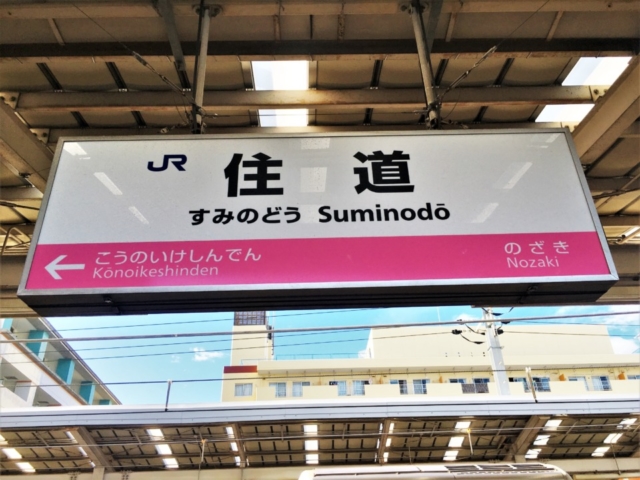 JR 住道
すみのどう Suminodō
← こうのいけしんでん のざき
Kōnoikeshinden Nozaki